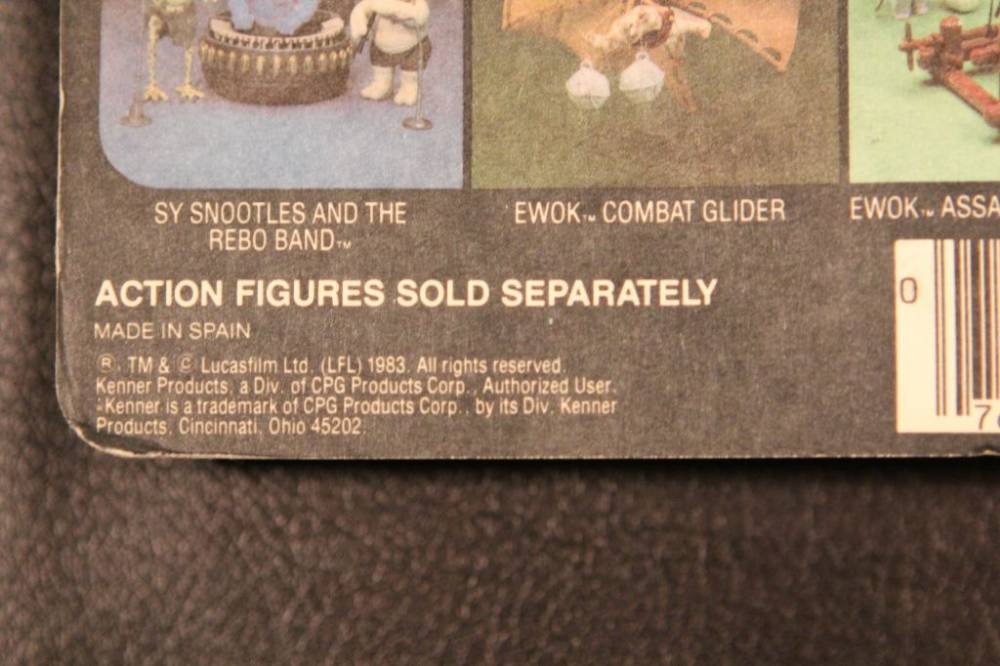 SY SNOOTLES AND THE
REBO BAND™
EWOK™ COMBAT GLIDER
EWOK™ ASSA
ACTION FIGURES SOLD SEPARATELY
MADE IN SPAIN
®, TM & © Lucasfilm Ltd. (LFL) 1983. All rights reserved.
Kenner Products, a Div. of CPG Products Corp., Authorized User.
Kenner is a trademark of CPG Products Corp., by its Div. Kenner
Products, Cincinnati, Ohio 45202.
0
7